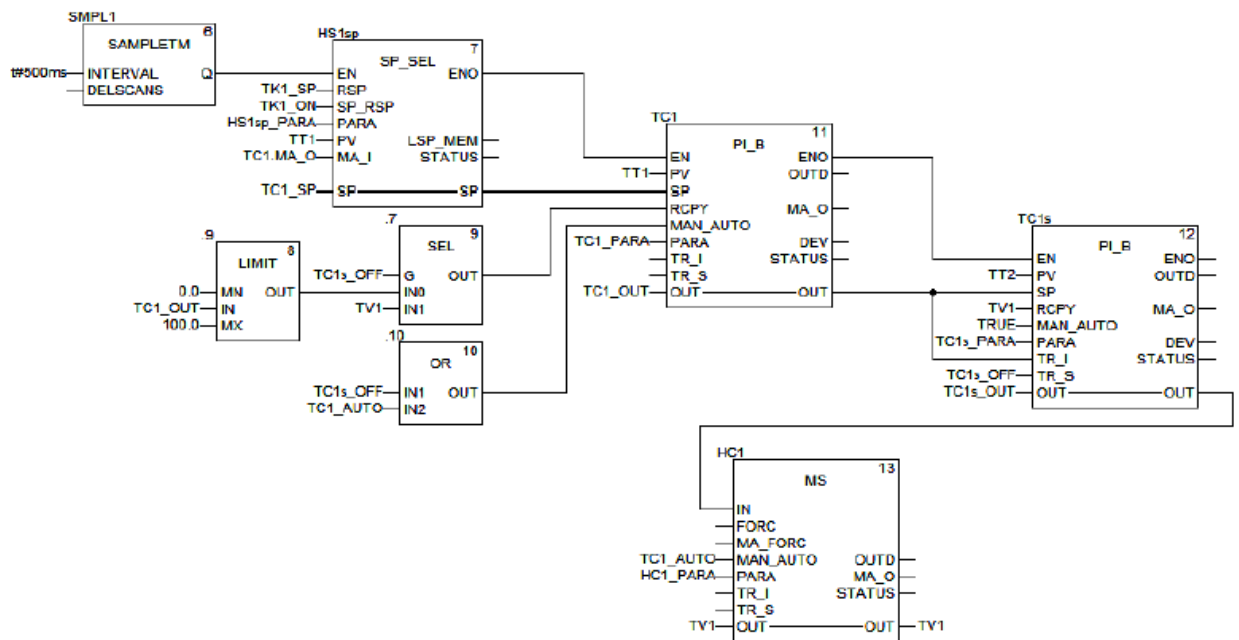 SMPL1
6
SAMPLETM
t#500ms INTERVAL Q
DELSCANS
HS1sp
7
SP_SEL
EN ENO
TK1_SP RSP
TK1_ON SP_RSP
HS1sp_PARA PARA
TT1 PV LSP_MEM
TC1.MA_O MA_I STATUS
TC1_SP SP SP
.9
8
LIMIT
0.0 MN OUT
TC1_OUT IN
100.0 MX
.7
9
SEL
TC1s_OFF G OUT
IN0
TV1 IN1
.10
10
OR
TC1s_OFF IN1 OUT
TC1_AUTO IN2
TC1
11
PI_B
EN ENO
TT1 PV OUTD
SP
RCPY MA_O
MAN_AUTO
TC1_PARA PARA DEV
TR_I STATUS
TR_S
TC1_OUT OUT OUT
TC1s
12
PI_B
EN ENO
TT2 PV OUTD
SP
TV1 RCPY MA_O
TRUE MAN_AUTO
TC1s_PARA PARA DEV
TR_I STATUS
TC1s_OFF TR_S
TC1s_OUT OUT OUT
HC1
13
MS
IN
FORC
MA_FORC
TC1_AUTO MAN_AUTO OUTD
HC1_PARA PARA MA_O
TR_I STATUS
TR_S
TV1 OUT OUT TV1